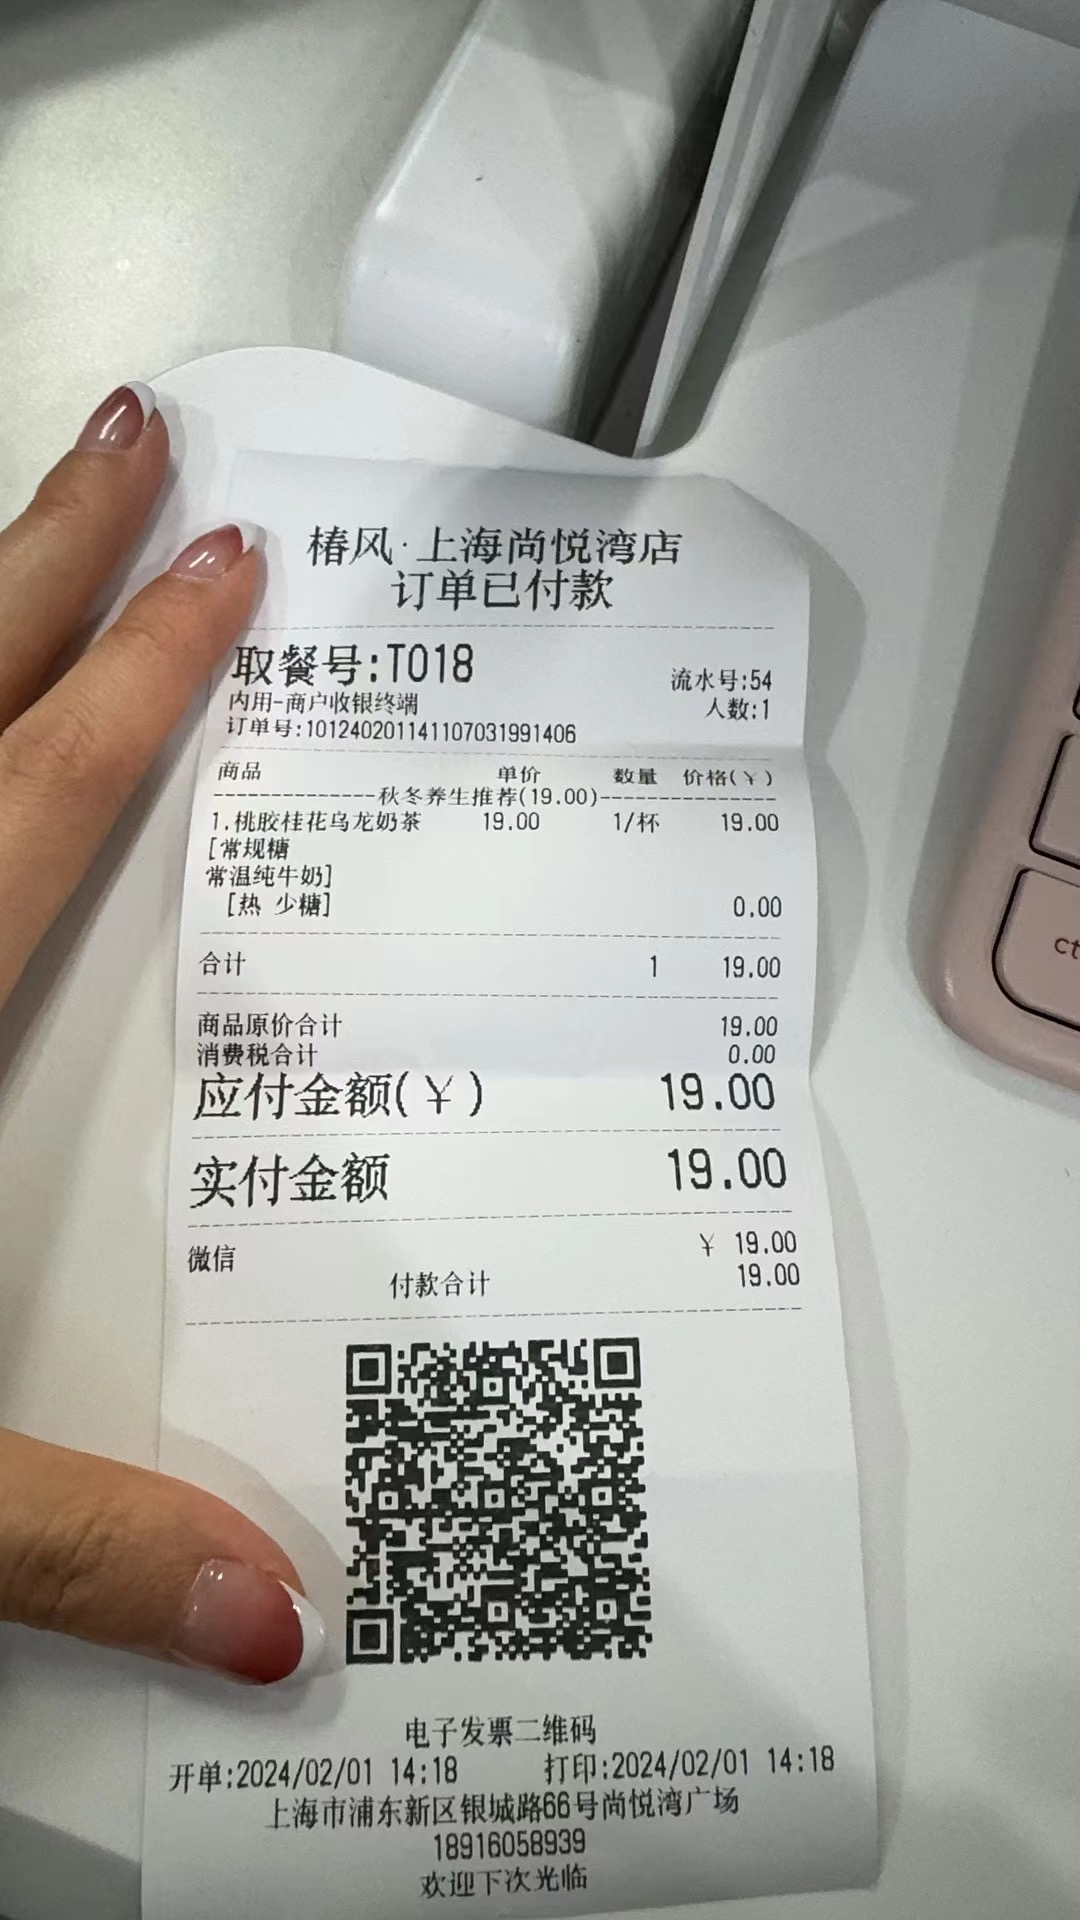 椿风·上海尚悦湾店
订单已付款
取餐号:T018 流水号:54
内用-商户收银终端 人数:1
订单号:101240201141107031991406
商品 单价 数量 价格(¥)
--------------秋冬养生推荐(19.00)---------------
1.桃胶桂花乌龙奶茶 19.00 1/杯 19.00
[常规糖
常温纯牛奶]
[热 少糖] 0.00
合计 1 19.00
商品原价合计 19.00
消费税合计 0.00
应付金额(¥) 19.00
实付金额 19.00
微信 ¥ 19.00
付款合计 19.00
电子发票二维码
开单:2024/02/01 14:18 打印:2024/02/01 14:18
上海市浦东新区银城路66号尚悦湾广场
18916058939
欢迎下次光临
ct